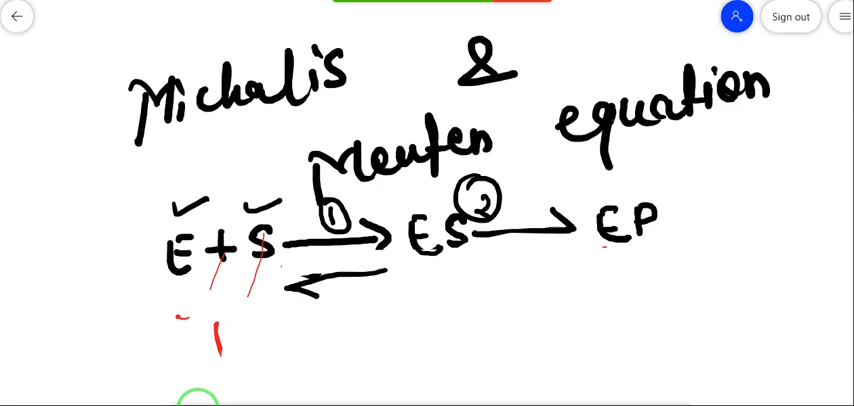 Sign out
Michalis & 
Menten equation
① ②
E + S ⟶ ES ⟶ EP
⟵